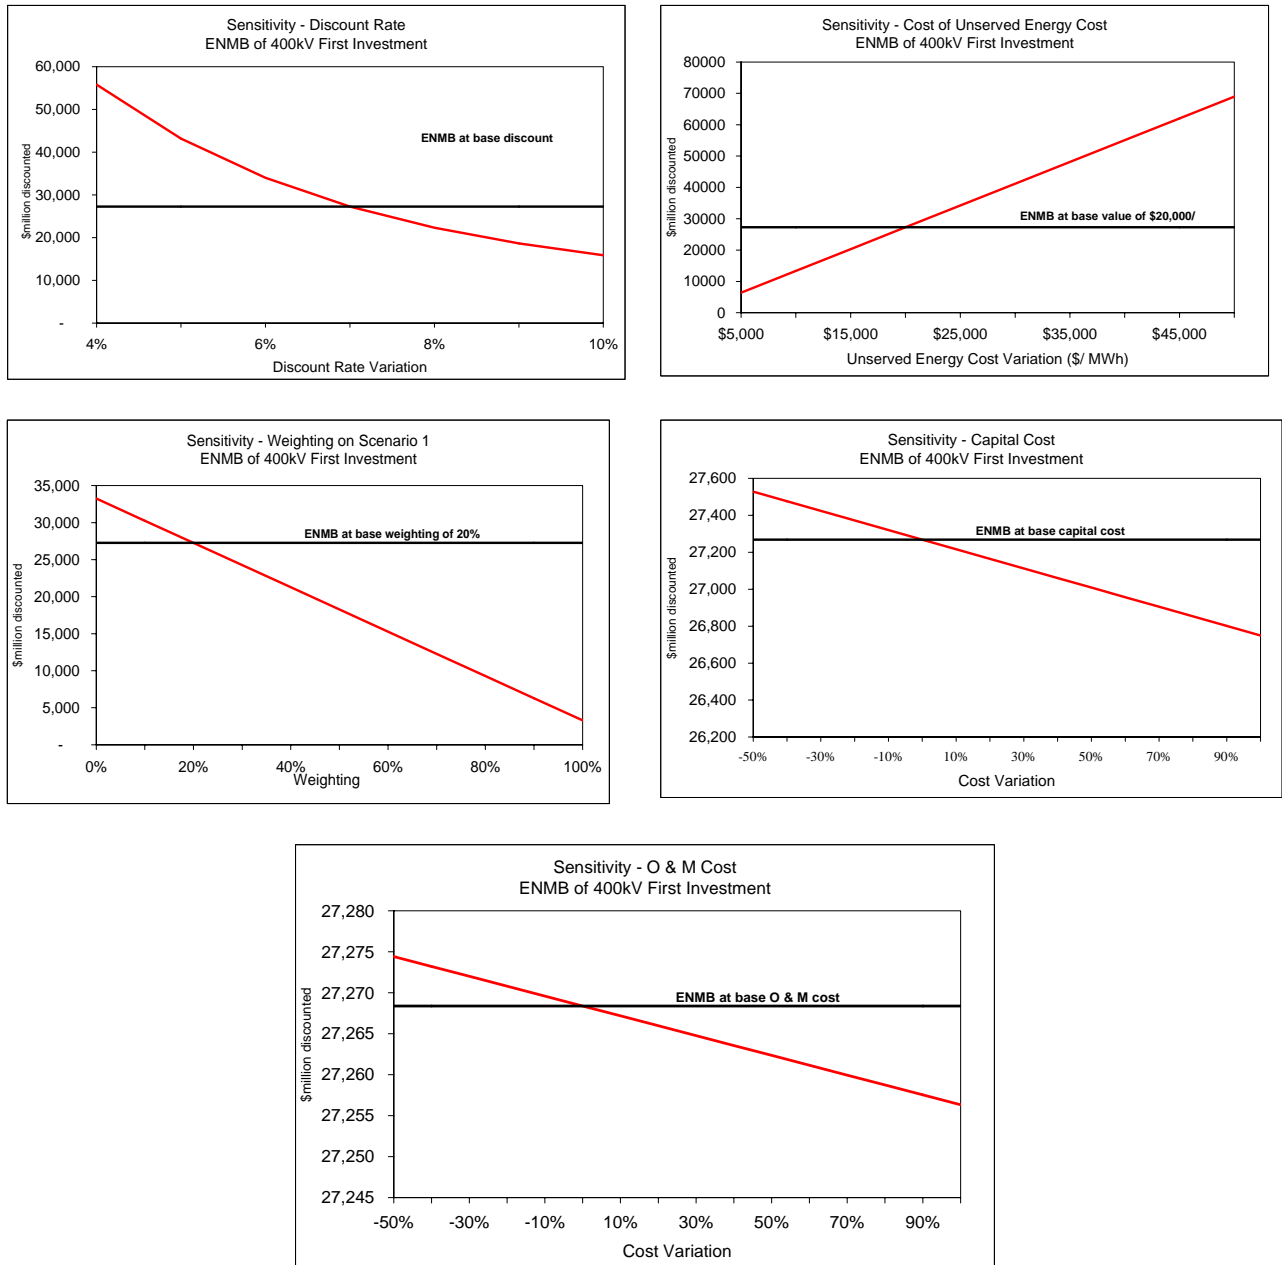 Sensitivity - Discount Rate
ENMB of 400kV First Investment
60,000
50,000
40,000
30,000
20,000
10,000
-
$million discounted
ENMB at base discount
4%
6%
8%
10%
Discount Rate Variation
Sensitivity - Cost of Unserved Energy Cost
ENMB of 400kV First Investment
80000
70000
60000
50000
40000
30000
20000
10000
0
$million discounted
ENMB at base value of $20,000/
$5,000
$15,000
$25,000
$35,000
$45,000
Unserved Energy Cost Variation ($/ MWh)
Sensitivity - Weighting on Scenario 1
ENMB of 400kV First Investment
35,000
30,000
25,000
20,000
15,000
10,000
5,000
-
$million discounted
ENMB at base weighting of 20%
0%
20%
40%
60%
80%
100%
Weighting
Sensitivity - Capital Cost
ENMB of 400kV First Investment
27,600
27,400
27,200
27,000
26,800
26,600
26,400
26,200
$million discounted
ENMB at base capital cost
-50%
-30%
-10%
10%
30%
50%
70%
90%
Cost Variation
Sensitivity - O & M Cost
ENMB of 400kV First Investment
27,280
27,275
27,270
27,265
27,260
27,255
27,250
27,245
$million discounted
ENMB at base O & M cost
-50%
-30%
-10%
10%
30%
50%
70%
90%
Cost Variation